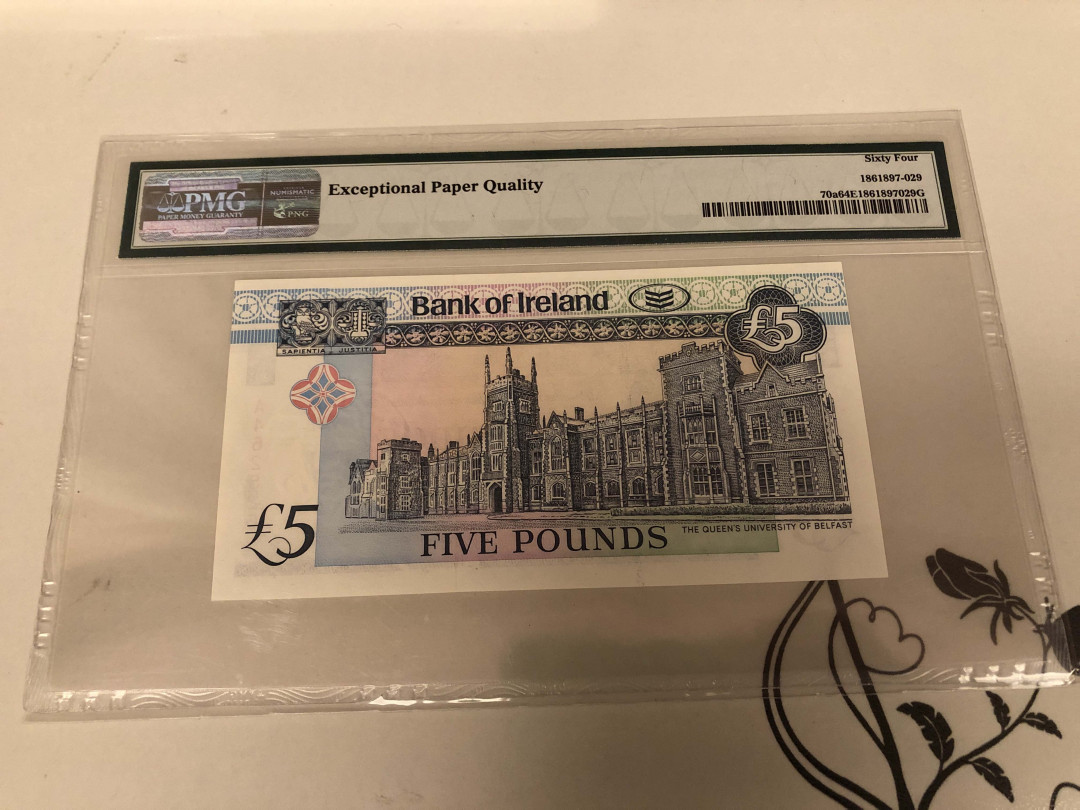 Sixty Four
PMG
PAPER MONEY GUARANTY
NUMISMATIC
PNG
Exceptional Paper Quality
1861897-029
70a64E1861897029G
Bank of Ireland
£5
SAPIENTIA JUSTITIA
£5
FIVE POUNDS
THE QUEEN'S UNIVERSITY OF BELFAST